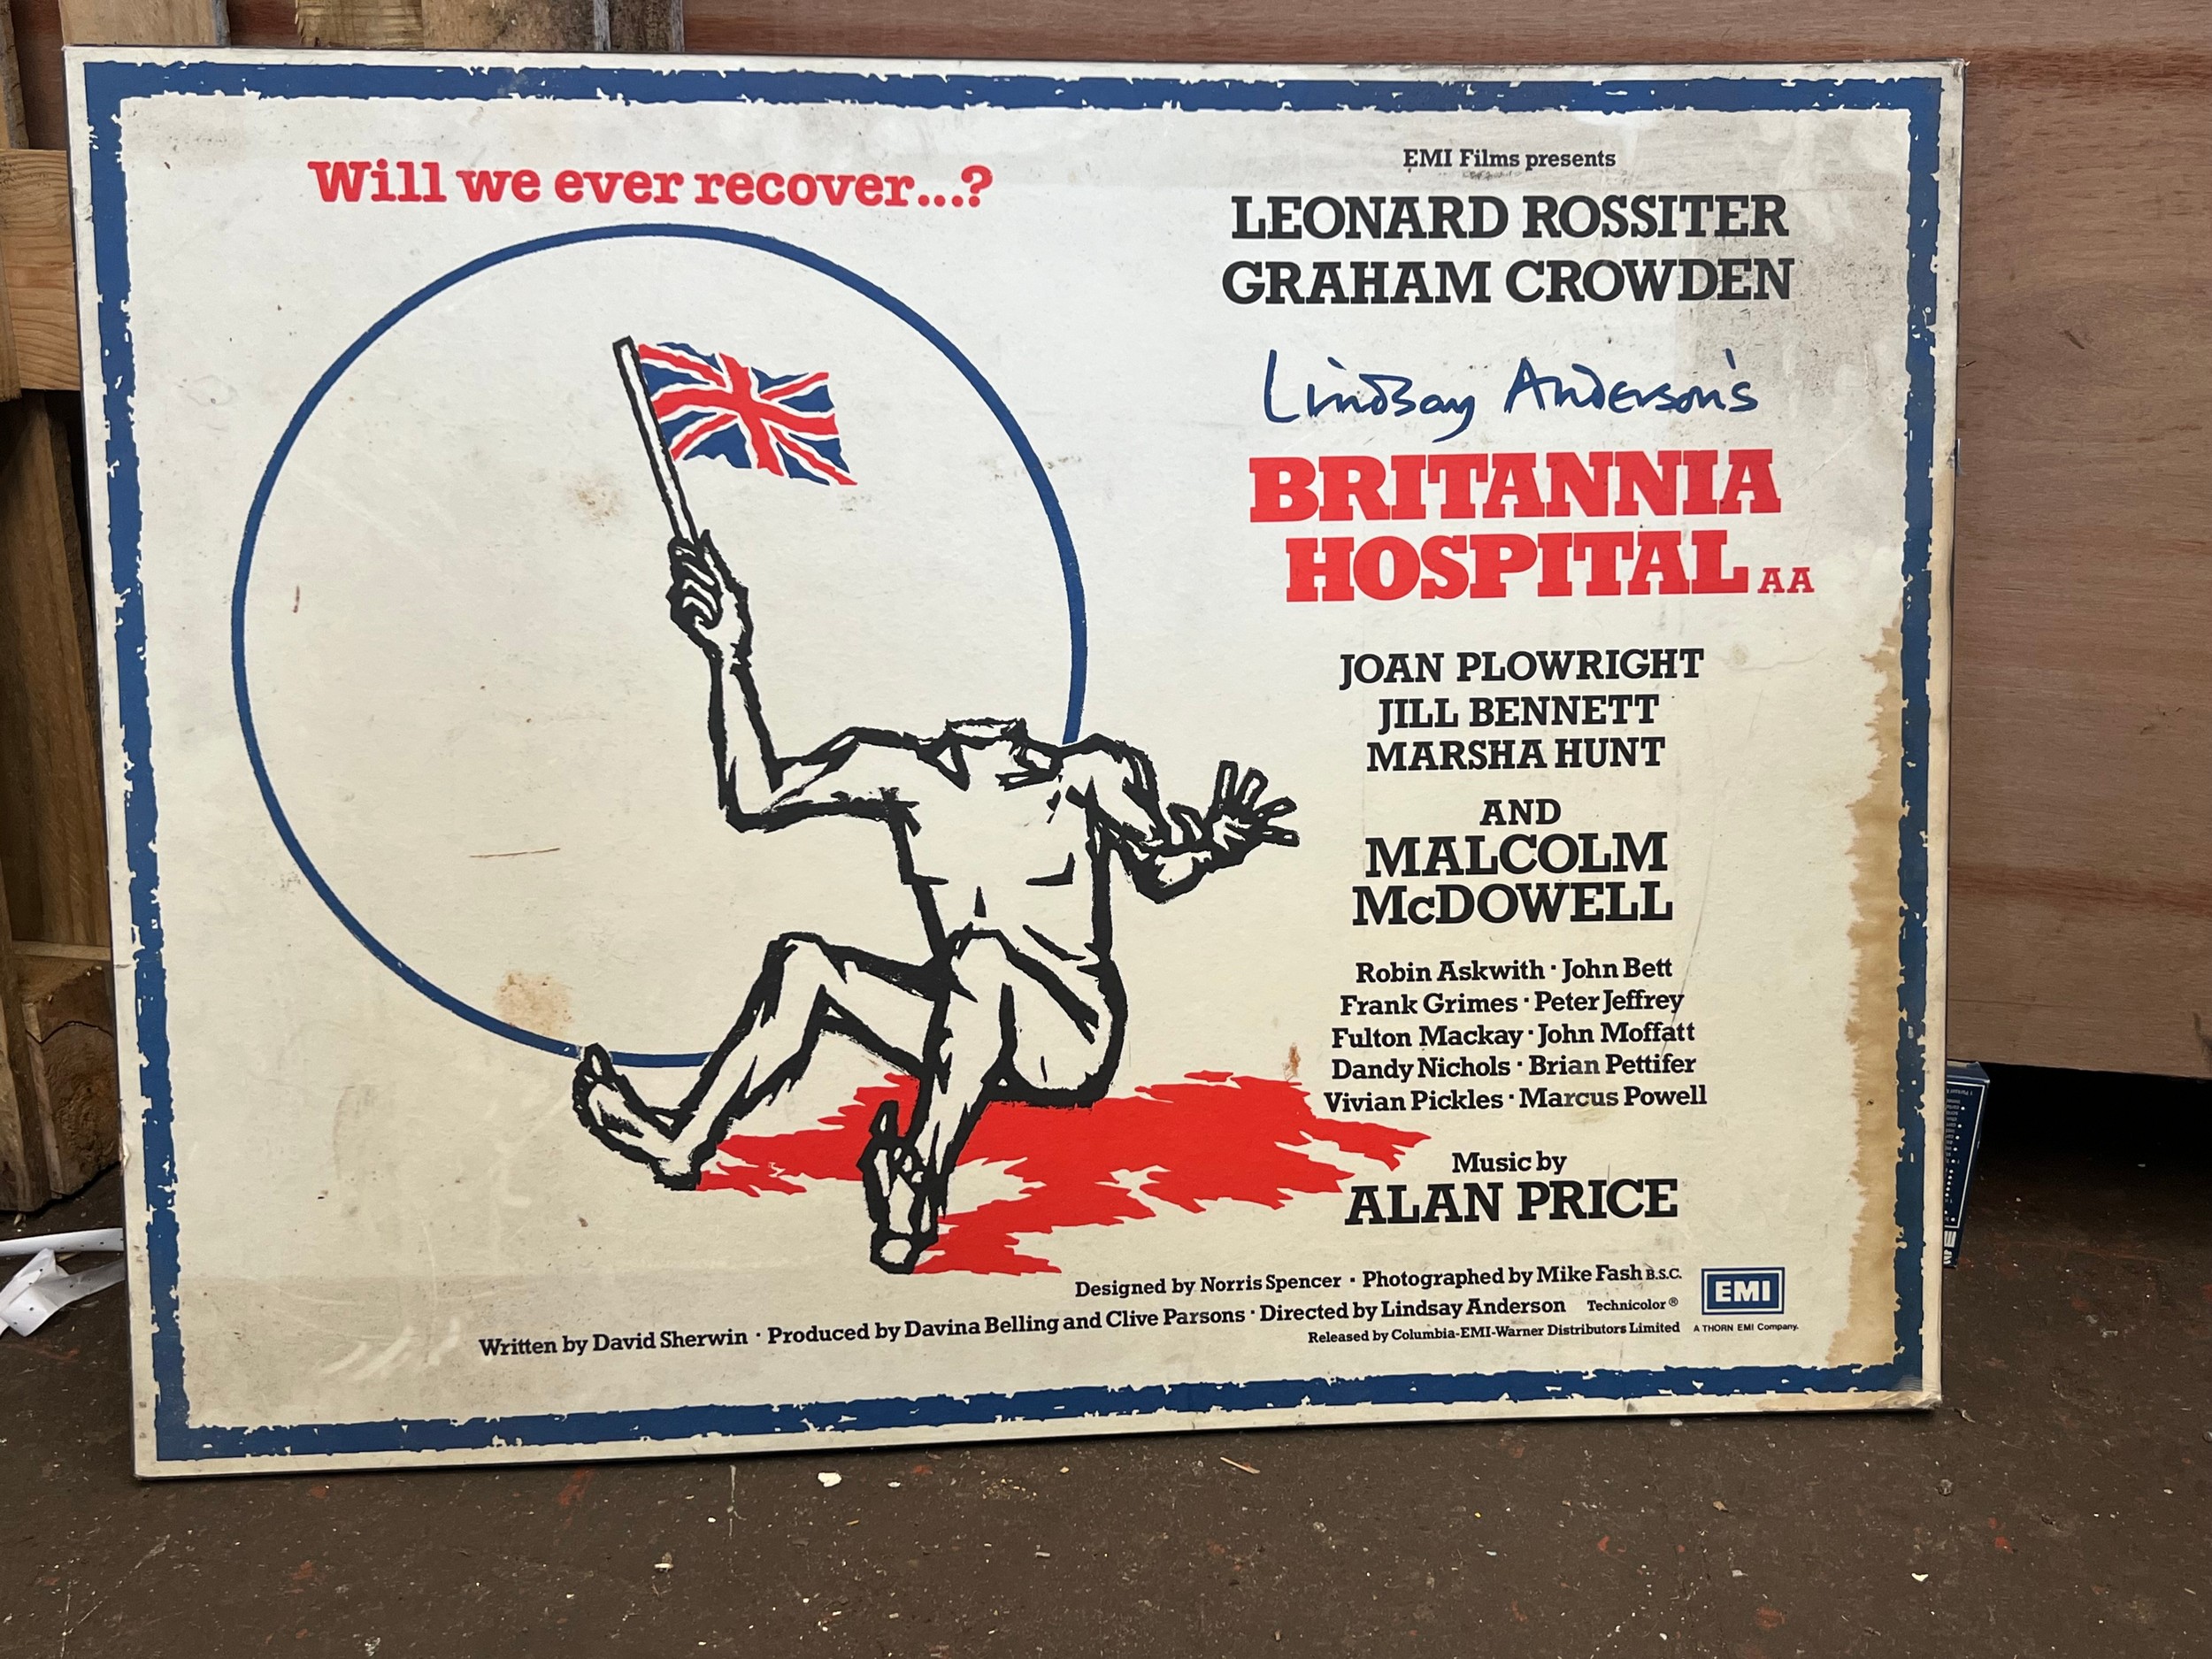 Will we ever recover...?
EMI Films presents
LEONARD ROSSITER
GRAHAM CROWDEN
Lindsay Anderson's
BRITANNIA
HOSPITAL AA
JOAN PLOWRIGHT
JILL BENNETT
MARSHA HUNT
AND
MALCOLM
McDOWELL
Robin Askwith · John Bett
Frank Grimes · Peter Jeffrey
Fulton Mackay · John Moffatt
Dandy Nichols · Brian Pettifer
Vivian Pickles · Marcus Powell
Music by
ALAN PRICE
Designed by Norris Spencer · Photographed by Mike Fash B.S.C.
Written by David Sherwin · Produced by Davina Belling and Clive Parsons · Directed by Lindsay Anderson Technicolor®
Released by Columbia-EMI-Warner Distributors Limited
EMI
A THORN EMI Company.